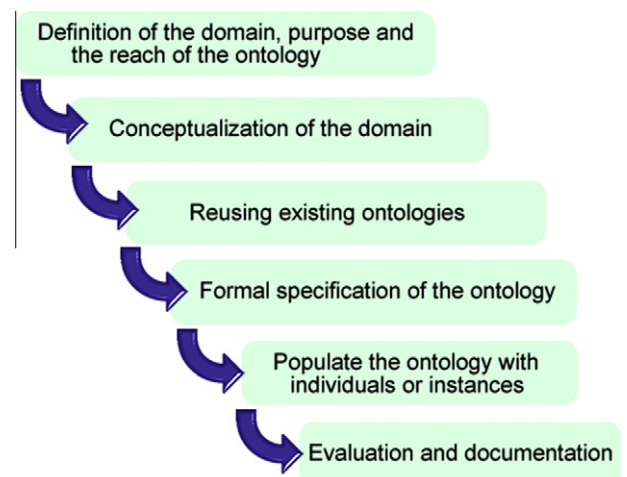 Definition of the domain, purpose and
the reach of the ontology
Conceptualization of the domain
Reusing existing ontologies
Formal specification of the ontology
Populate the ontology with
individuals or instances
Evaluation and documentation